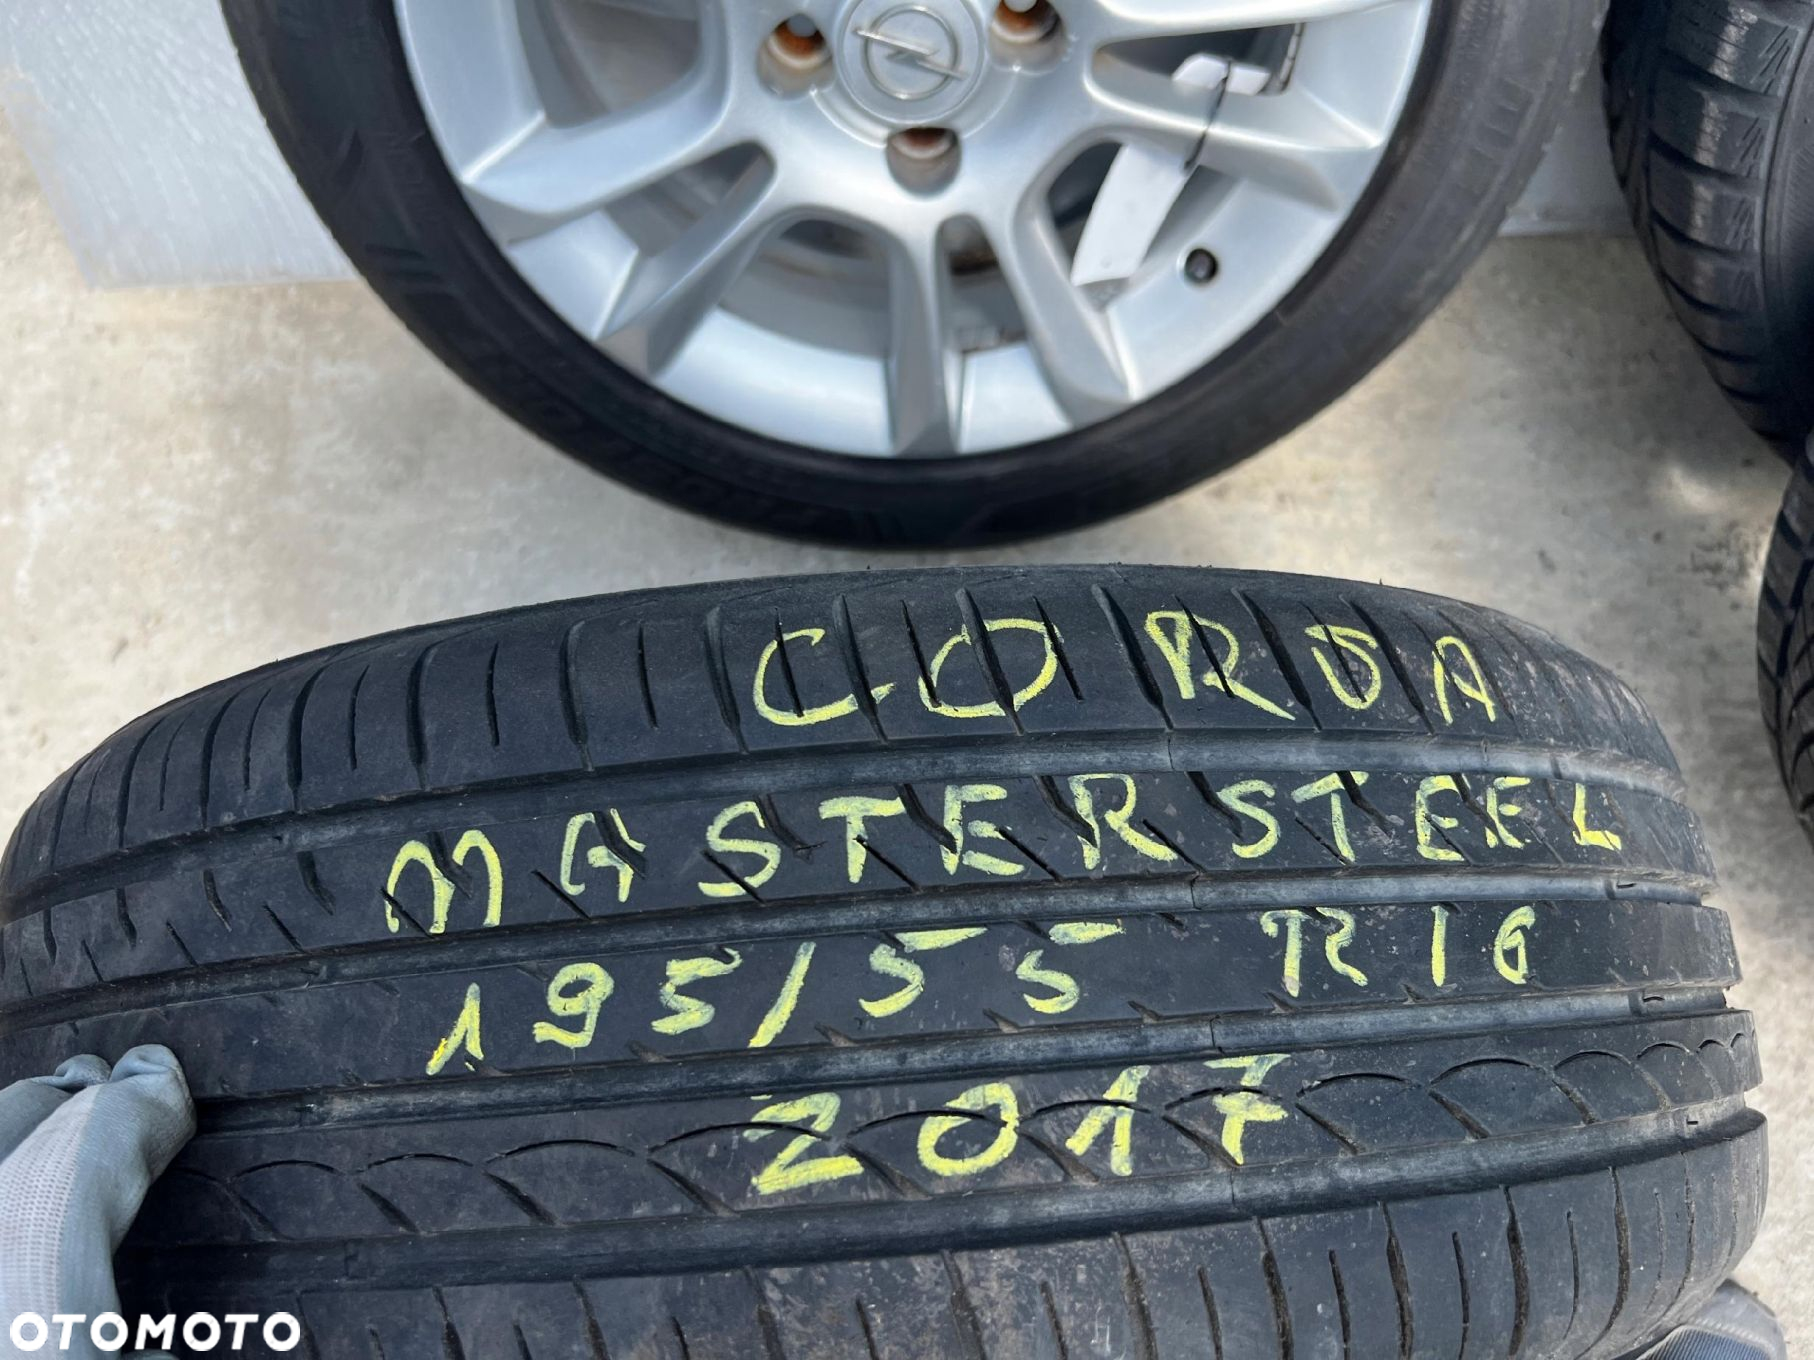 CORSA
MASTERSTEEL
195/55 R16
2017
OTOMOTO